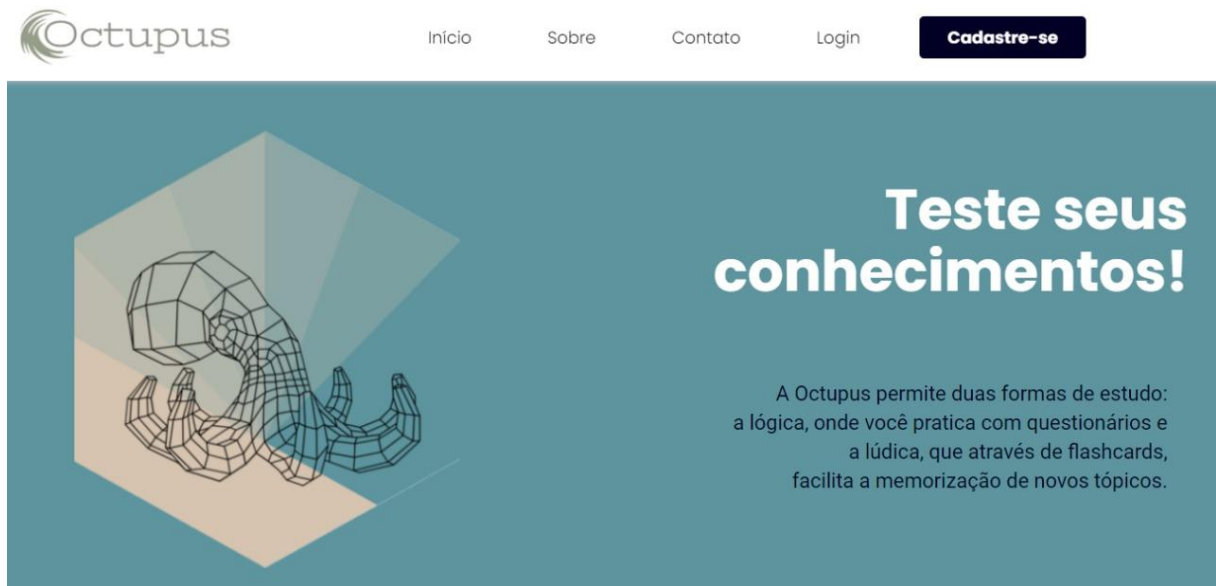 Octupus
Início Sobre Contato Login Cadastre-se
Teste seus
conhecimentos!
A Octupus permite duas formas de estudo:
a lógica, onde você pratica com questionários e
a lúdica, que através de flashcards,
facilita a memorização de novos tópicos.